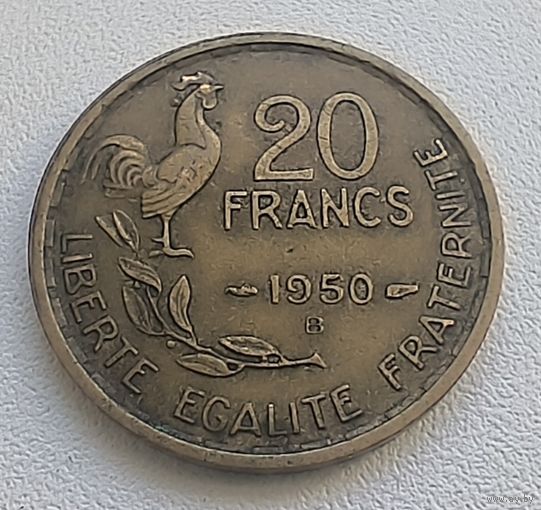 20
FRANCS
1950
B
LIBERTE EGALITE FRATERNITE